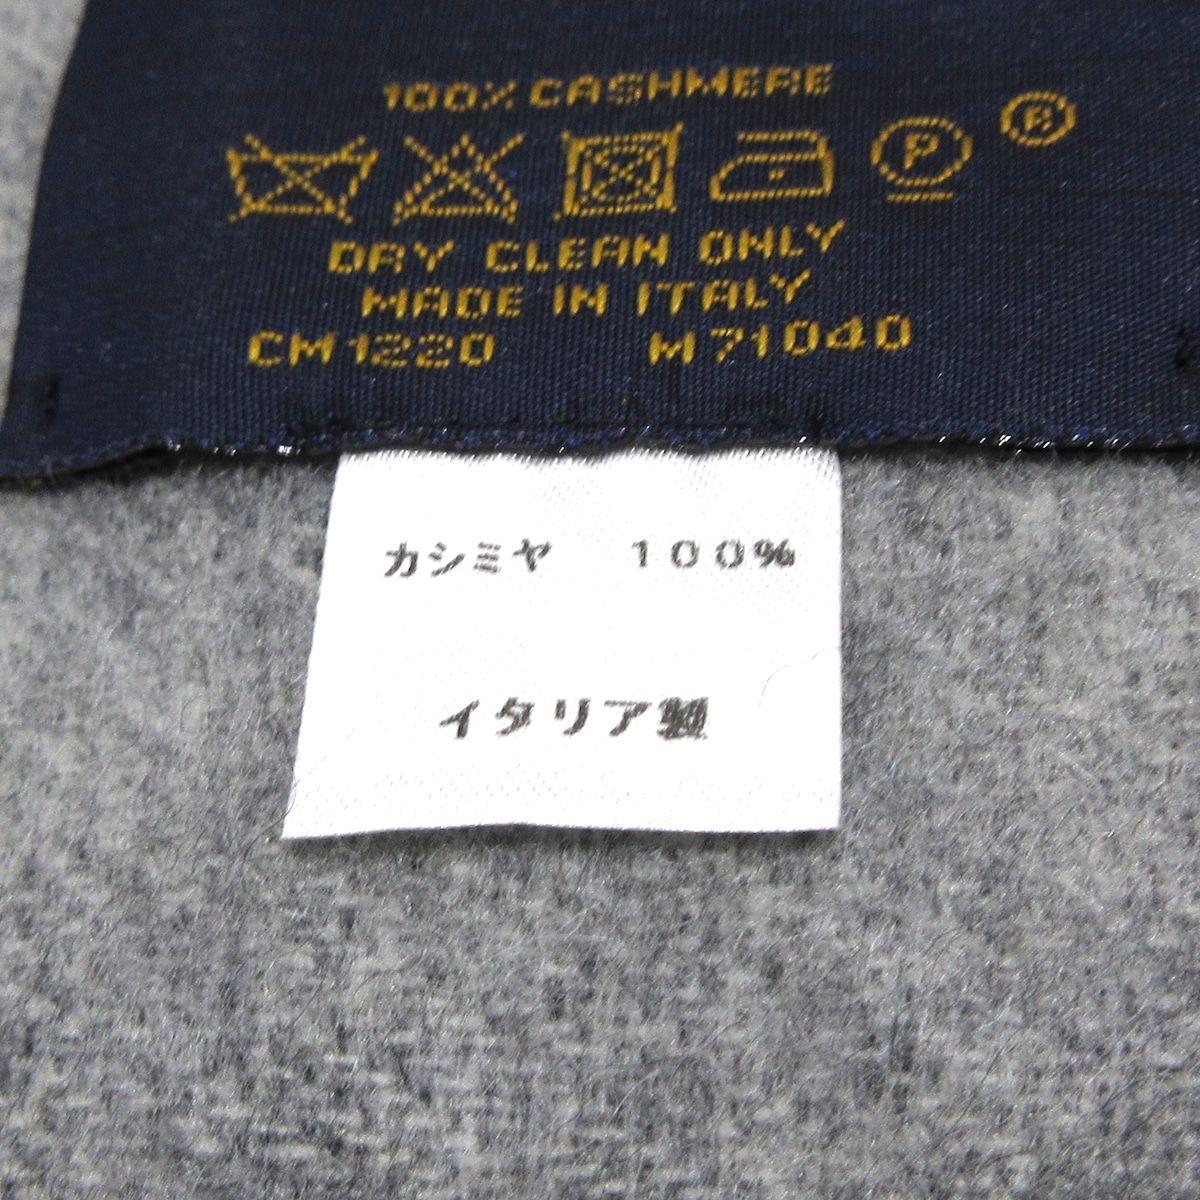 100% CASHMERE
P ®
DRY CLEAN ONLY
MADE IN ITALY
CM1220 M71040
カシミヤ 100%
イタリア製